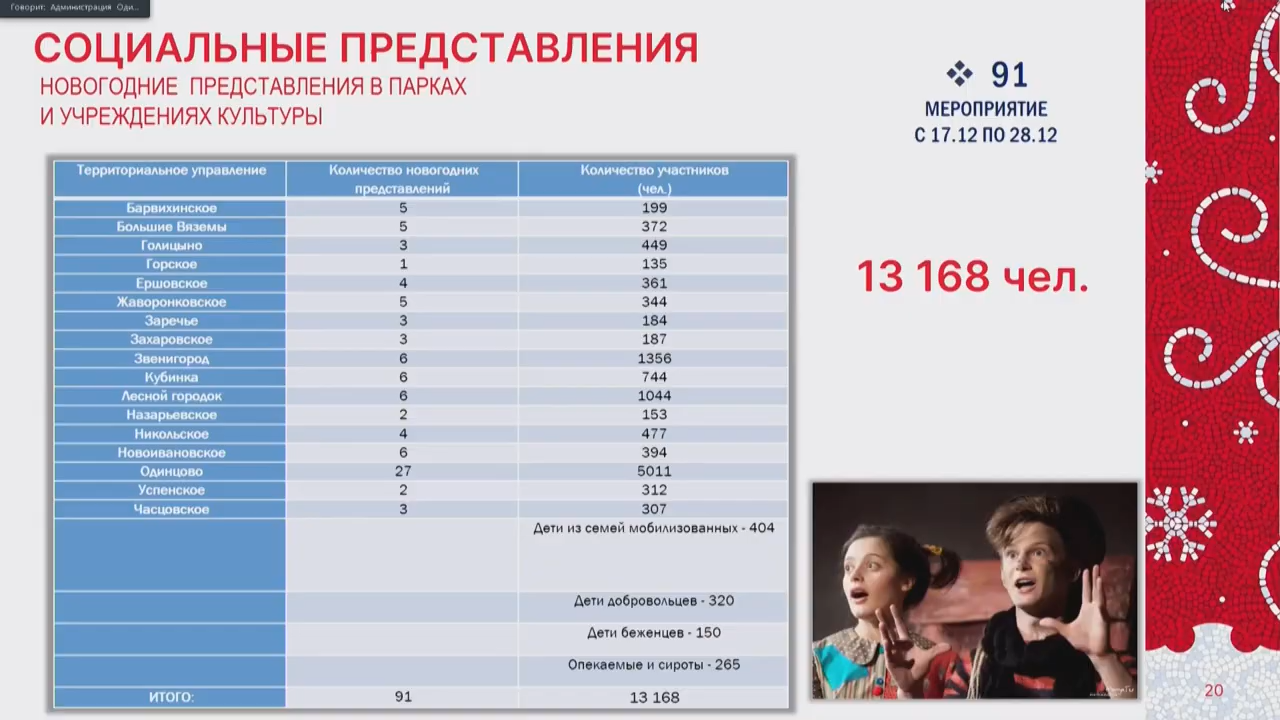 Говорит: Администрация Оди...
СОЦИАЛЬНЫЕ ПРЕДСТАВЛЕНИЯ
НОВОГОДНИЕ ПРЕДСТАВЛЕНИЯ В ПАРКАХ
И УЧРЕЖДЕНИЯХ КУЛЬТУРЫ
❖ 91
МЕРОПРИЯТИЕ
С 17.12 ПО 28.12
Территориальное управление Количество новогодних представлений Количество участников (чел.)
Барвихинское 5 199
Большие Вяземы 5 372
Голицыно 3 449
Горское 1 135
Ершовское 4 361
Жаворонковское 5 344
Заречье 3 184
Захаровское 3 187
Звенигород 6 1356
Кубинка 6 744
Лесной городок 6 1044
Назарьевское 2 153
Никольское 4 477
Новоивановское 6 394
Одинцово 27 5011
Успенское 2 312
Часцовское 3 307
Дети из семей мобилизованных - 404
Дети добровольцев - 320
Дети беженцев - 150
Опекаемые и сироты - 265
ИТОГО: 91 13 168
13 168 чел.
20